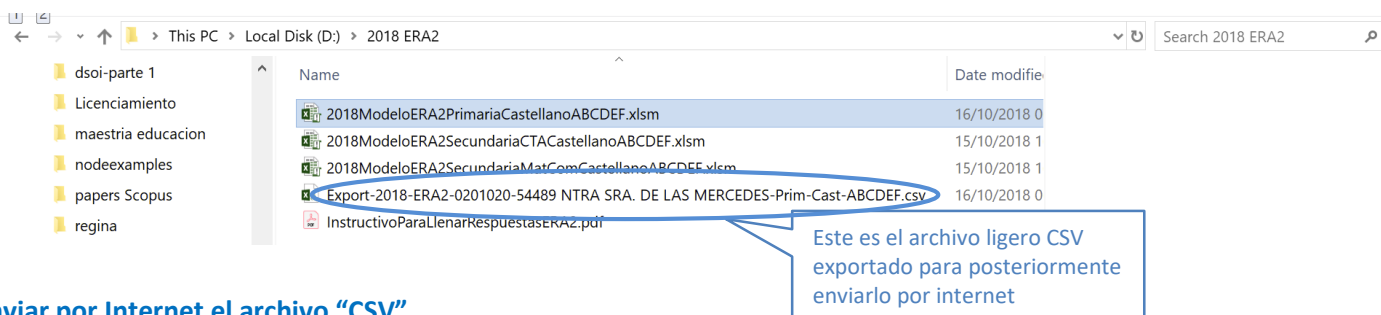 1 2
This PC > Local Disk (D:) > 2018 ERA2
Search 2018 ERA2
dsoi-parte 1
Licenciamiento
maestria educacion
nodeexamples
papers Scopus
regina
Name Date modifie
2018ModeloERA2PrimariaCastellanoABCDEF.xlsm 16/10/2018 0
2018ModeloERA2SecundariaCTACastellanoABCDEF.xlsm 15/10/2018 1
2018ModeloERA2SecundariaMatComCastellanoABCDEF.xlsm 15/10/2018 1
Export-2018-ERA2-0201020-54489 NTRA SRA. DE LAS MERCEDES-Prim-Cast-ABCDEF.csv 16/10/2018 0
InstructivoParaLlenarRespuestasERA2.pdf
Este es el archivo ligero CSV
exportado para posteriormente
enviarlo por internet
viar por Internet el archivo “CSV”